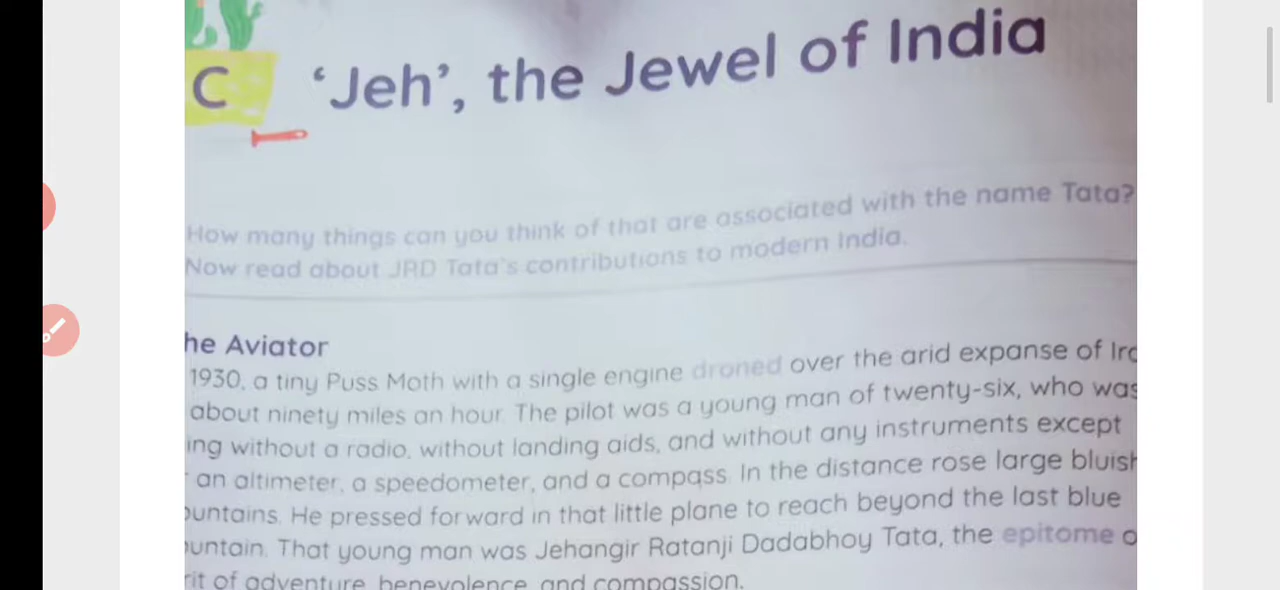 C 'Jeh', the Jewel of India
How many things can you think of that are associated with the name Tata?
Now read about JRD Tata's contributions to modern India.
he Aviator
1930, a tiny Puss Moth with a single engine droned over the arid expanse of
about ninety miles an hour. The pilot was a young man of twenty-six, who was
ing without a radio, without landing aids, and without any instruments except
an altimeter, a speedometer, and a compass. In the distance rose large bluish
ountains. He pressed forward in that little plane to reach beyond the last blue
ountain. That young man was Jehangir Ratanji Dadabhoy Tata, the epitome o
rit of adventure, benevolence, and compassion.